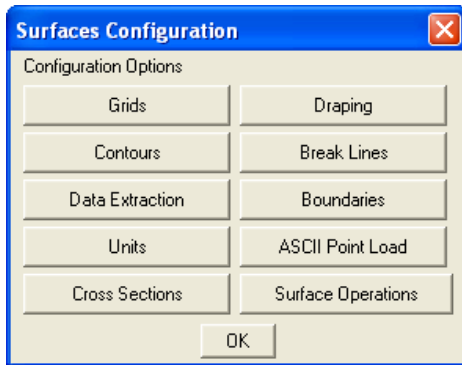 Surfaces Configuration
Configuration Options
Grids
Draping
Contours
Break Lines
Data Extraction
Boundaries
Units
ASCII Point Load
Cross Sections
Surface Operations
OK